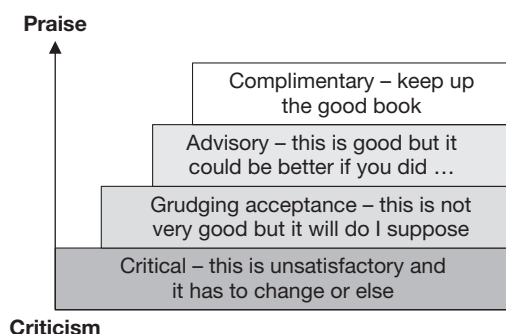 Praise
Complimentary – keep up
the good book
Advisory – this is good but it
could be better if you did ...
Grudging acceptance – this is not
very good but it will do I suppose
Critical – this is unsatisfactory and
it has to change or else
Criticism